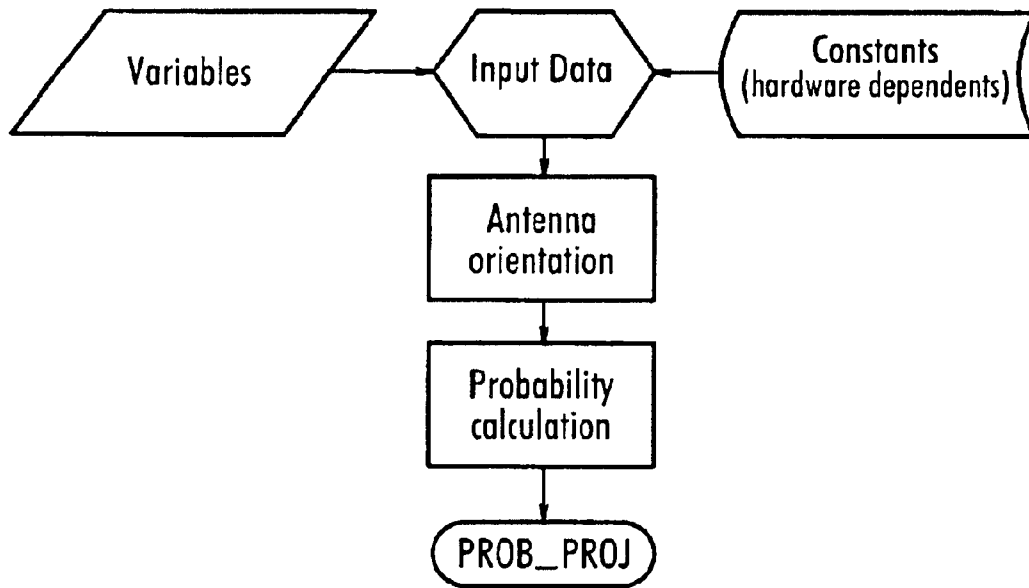 Variables
Input Data
Constants
(hardware dependents)
Antenna
orientation
Probability
calculation
PROB_PROJ